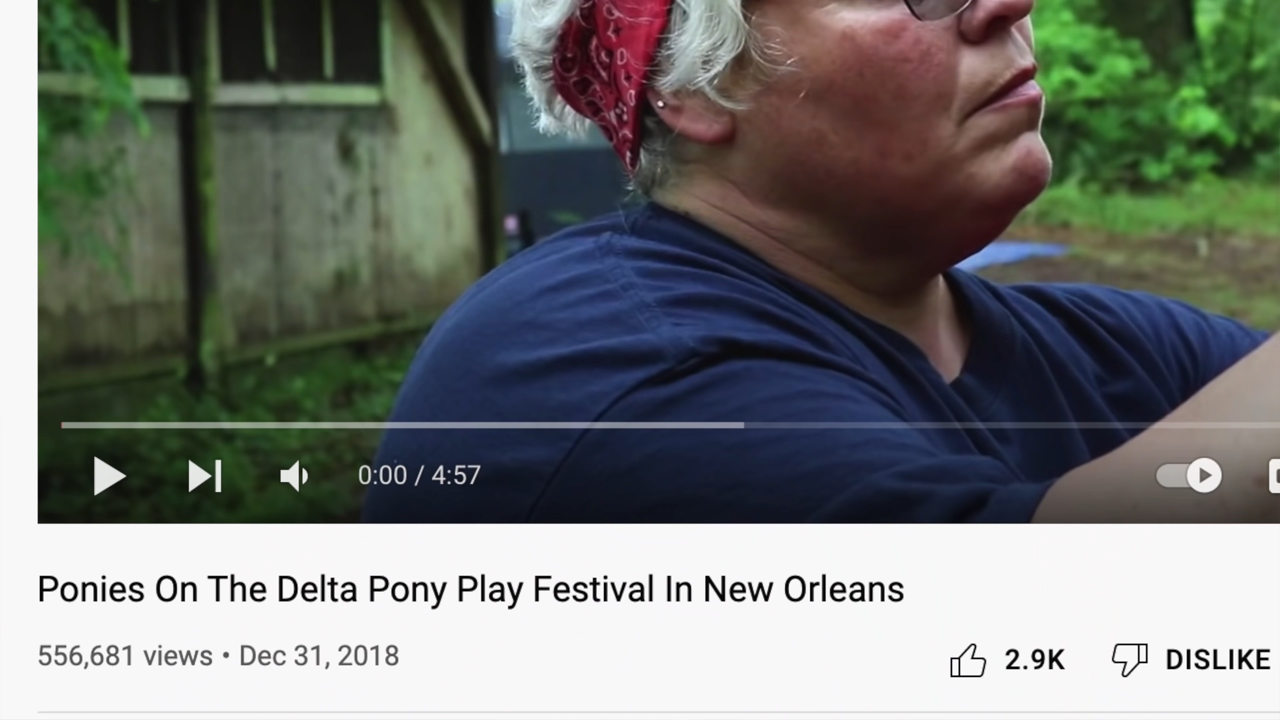 0:00 / 4:57
Ponies On The Delta Pony Play Festival In New Orleans
556,681 views • Dec 31, 2018
2.9K DISLIKE